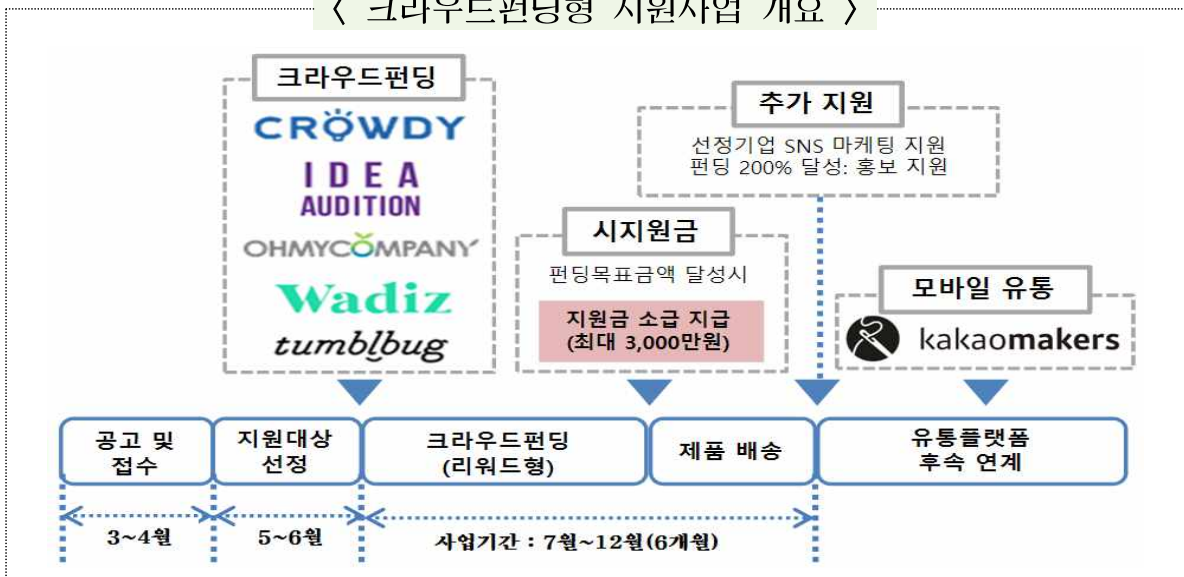 < 크라우드펀딩형 지원사업 개요 >
크라우드펀딩
CROWDY
IDEA
AUDITION
OHMYCOMPANY
Wadiz
tumblbug
추가 지원
선정기업 SNS 마케팅 지원
펀딩 200% 달성: 홍보 지원
시지원금
펀딩목표금액 달성시
지원금 소급 지급
(최대 3,000만원)
모바일 유통
kakaomakers
공고 및
접수
지원대상
선정
크라우드펀딩
(리워드형)
제품 배송
유통플랫폼
후속 연계
3~4월
5~6월
사업기간 : 7월~12월(6개월)